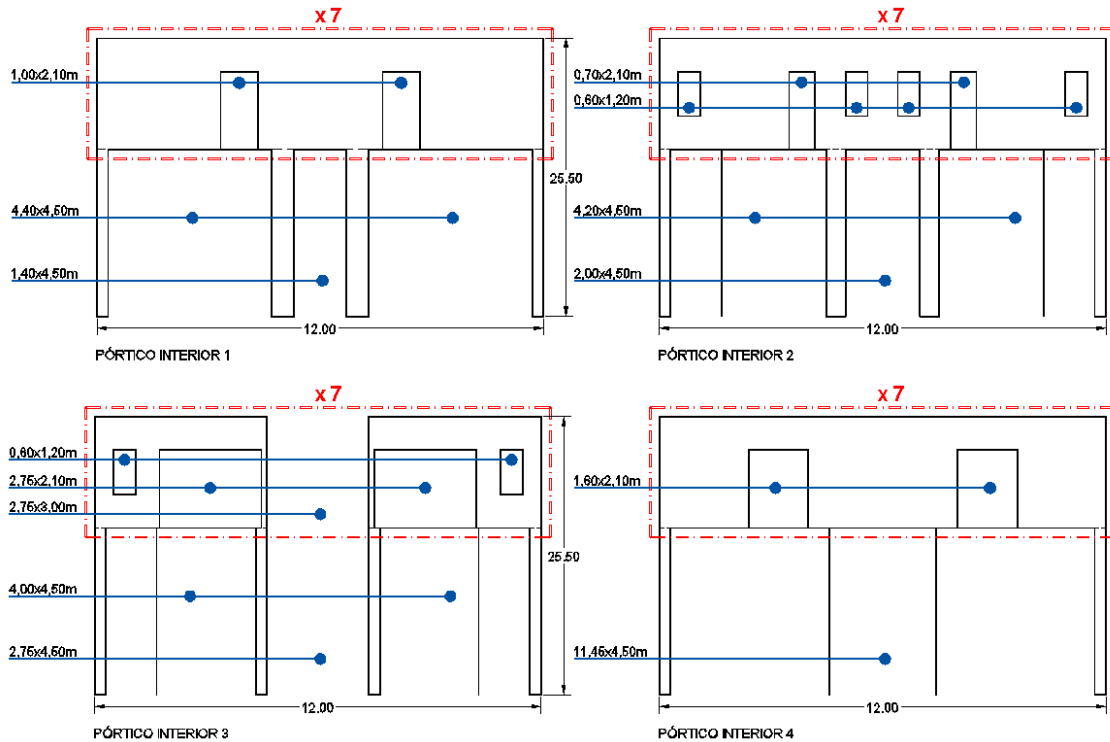 x 7
1,00x2,10m
4,40x4,50m
1,40x4,50m
25.50
12.00
PÓRTICO INTERIOR 1
x 7
0,70x2,10m
0,60x1,20m
4,20x4,50m
2,00x4,50m
12.00
PÓRTICO INTERIOR 2
x 7
0,60x1,20m
2,75x2,10m
2,75x3,00m
4,00x4,50m
2,75x4,50m
25.50
12.00
PÓRTICO INTERIOR 3
x 7
1,60x2,10m
11,45x4,50m
12.00
PÓRTICO INTERIOR 4